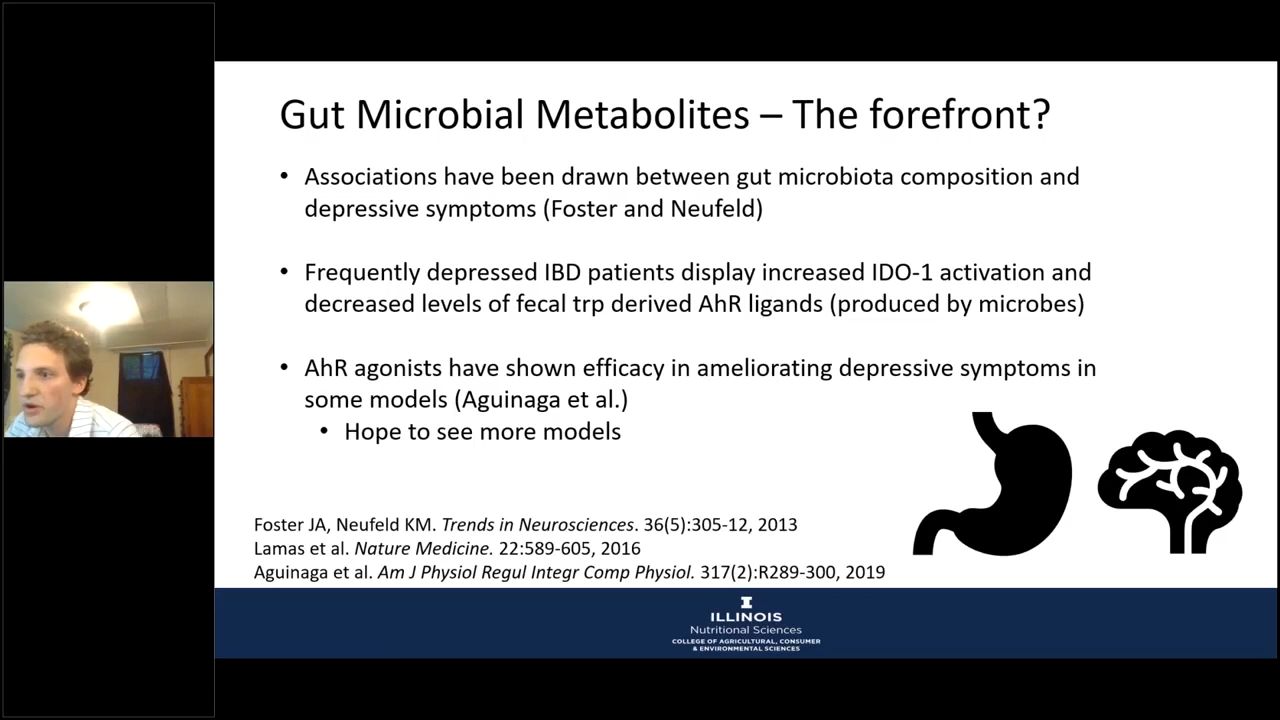 Gut Microbial Metabolites – The forefront?
• Associations have been drawn between gut microbiota composition and
depressive symptoms (Foster and Neufeld)
• Frequently depressed IBD patients display increased IDO-1 activation and
decreased levels of fecal trp derived AhR ligands (produced by microbes)
• AhR agonists have shown efficacy in ameliorating depressive symptoms in
some models (Aguinaga et al.)
• Hope to see more models
Foster JA, Neufeld KM. Trends in Neurosciences. 36(5):305-12, 2013
Lamas et al. Nature Medicine. 22:589-605, 2016
Aguinaga et al. Am J Physiol Regul Integr Comp Physiol. 317(2):R289-300, 2019
I
ILLINOIS
Nutritional Sciences
COLLEGE OF AGRICULTURAL, CONSUMER
& ENVIRONMENTAL SCIENCES